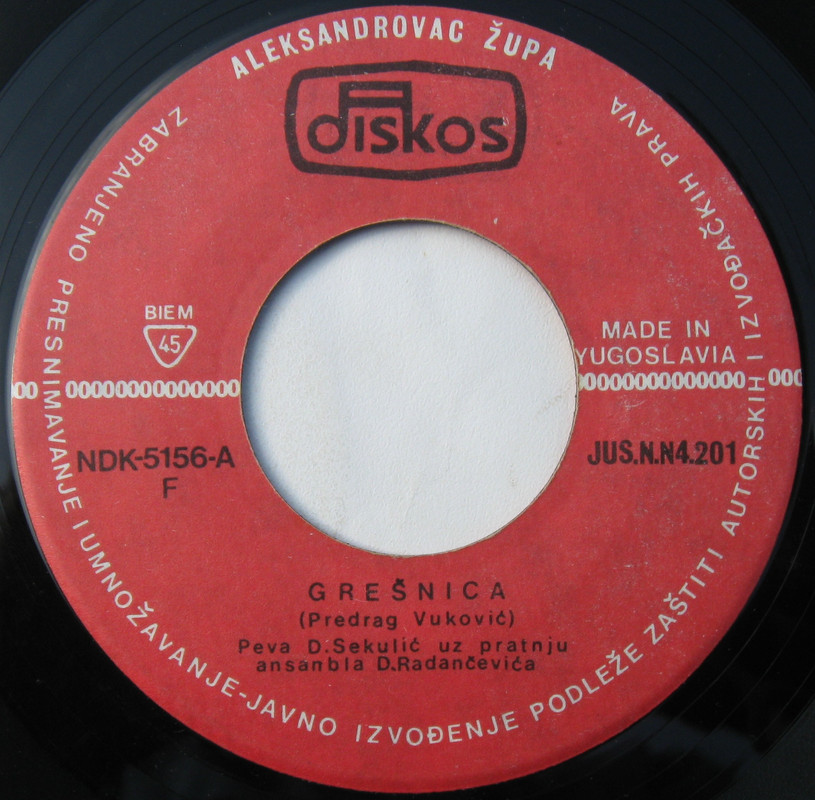 ALEKSANDROVAC ŽUPA
diskos
ZABRANJENO PRESNIMAVANJE I UMNOŽAVANJE-JAVNO IZVOĐENJE PODLEŽE ZAŠTITI AUTORSKIH I IZVOĐAČKIH PRAVA
BIEM
45
MADE IN
YUGOSLAVIA
NDK-5156-A
F
JUS.N.N4.201
GREŠNICA
(Predrag Vuković)
Peva D.Sekulić uz pratnju
ansanbla D.Radančevića